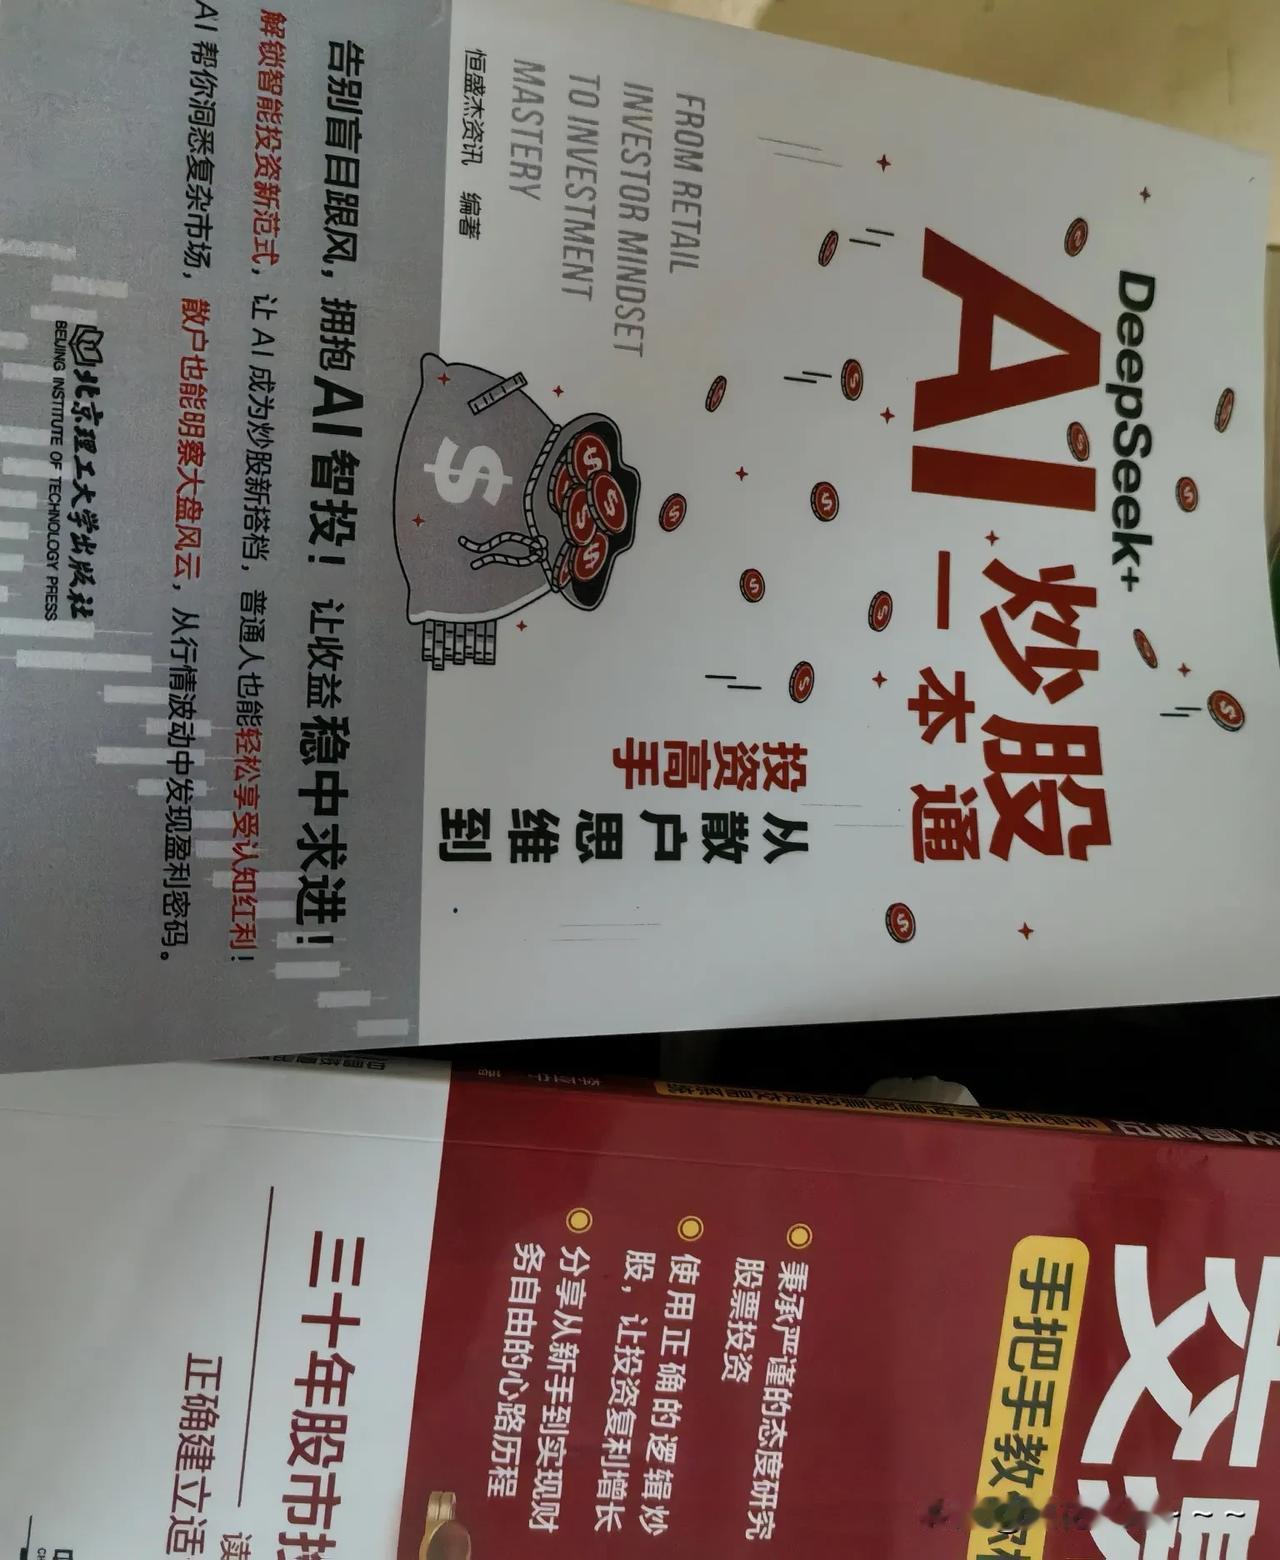 DeepSeek+
AI炒股
一本通
从散户思维到
投资高手
FROM RETAIL
INVESTOR MINDSET
TO INVESTMENT
MASTERY
恒盛杰资讯 编著
告别盲目跟风，拥抱AI智投！让收益稳中求进！
解锁智能投资新范式，让AI成为炒股新搭档，普通人也能轻松享受认知红利！
AI帮你洞悉复杂市场，散户也能明察大盘风云，从行情波动中发现盈利密码。
北京理工大学出版社
BEIJING INSTITUTE OF TECHNOLOGY PRESS
手把手教你
秉承严谨的态度研究
股票投资
使用正确的逻辑炒
股，让投资复利增长
分享从新手到实现财
务自由的心路历程
三十年股市
正确建立适